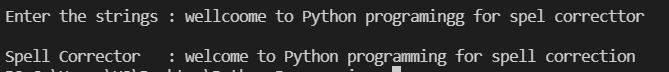 Enter the strings : wellcoome to Python programingg for spel correcttor
Spell Corrector   : welcome to Python programming for spell correction